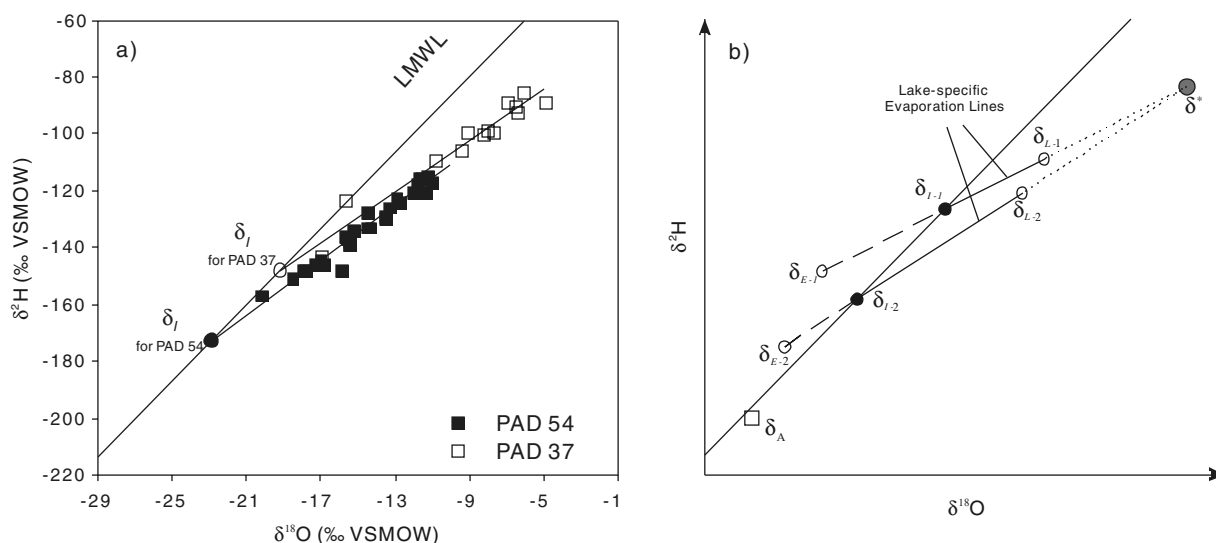 a)
LMWL
-60
-80
-100
-120
-140
-160
-180
-200
-220
δ²H (‰ VSMOW)
δI
for PAD 37
δI
for PAD 54
PAD 54
PAD 37
-29
-25
-21
-17
-13
-9
-5
-1
δ¹⁸O (‰ VSMOW)
b)
Lake-specific
Evaporation Lines
δ*
δL-1
δI-1
δL-2
δE-1
δI-2
δE-2
δA
δ²H
δ¹⁸O